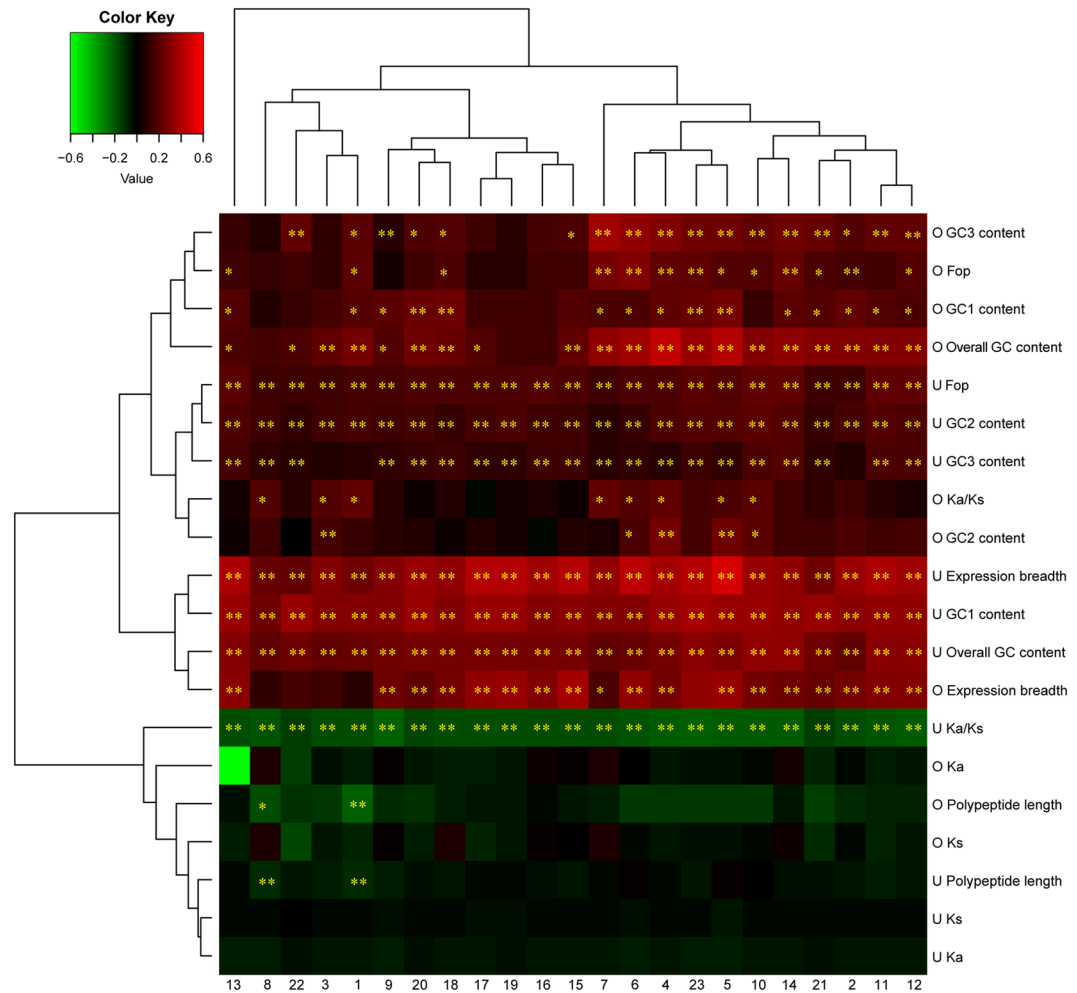 Color Key
−0.6 −0.2 0.2 0.6
Value
O GC3 content
O Fop
O GC1 content
O Overall GC content
U Fop
U GC2 content
U GC3 content
O Ka/Ks
O GC2 content
U Expression breadth
U GC1 content
U Overall GC content
O Expression breadth
U Ka/Ks
O Ka
O Polypeptide length
O Ks
U Polypeptide length
U Ks
U Ka
13 8 22 3 1 9 20 18 17 19 16 15 7 6 4 23 5 10 14 21 2 11 12